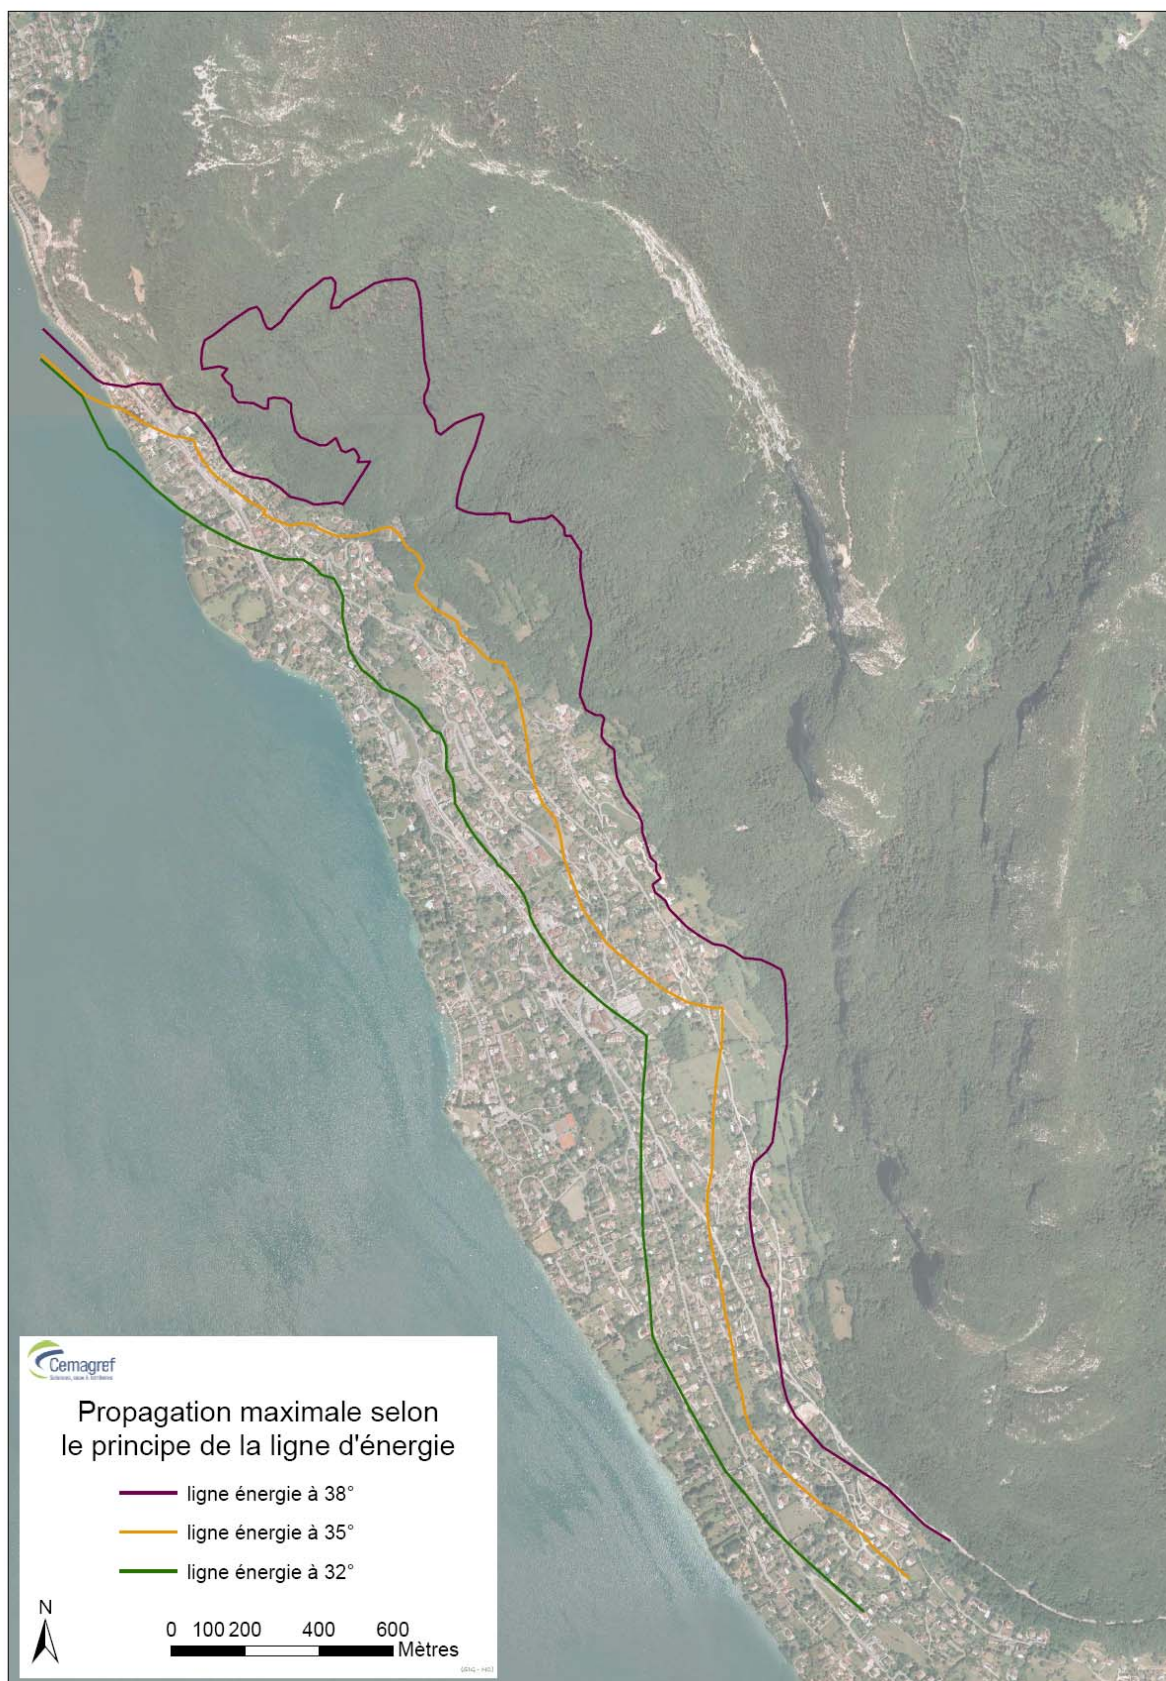 Cemagref
Propagation maximale selon
le principe de la ligne d'énergie
ligne énergie à 38°
ligne énergie à 35°
ligne énergie à 32°
N
0 100 200 400 600
Mètres